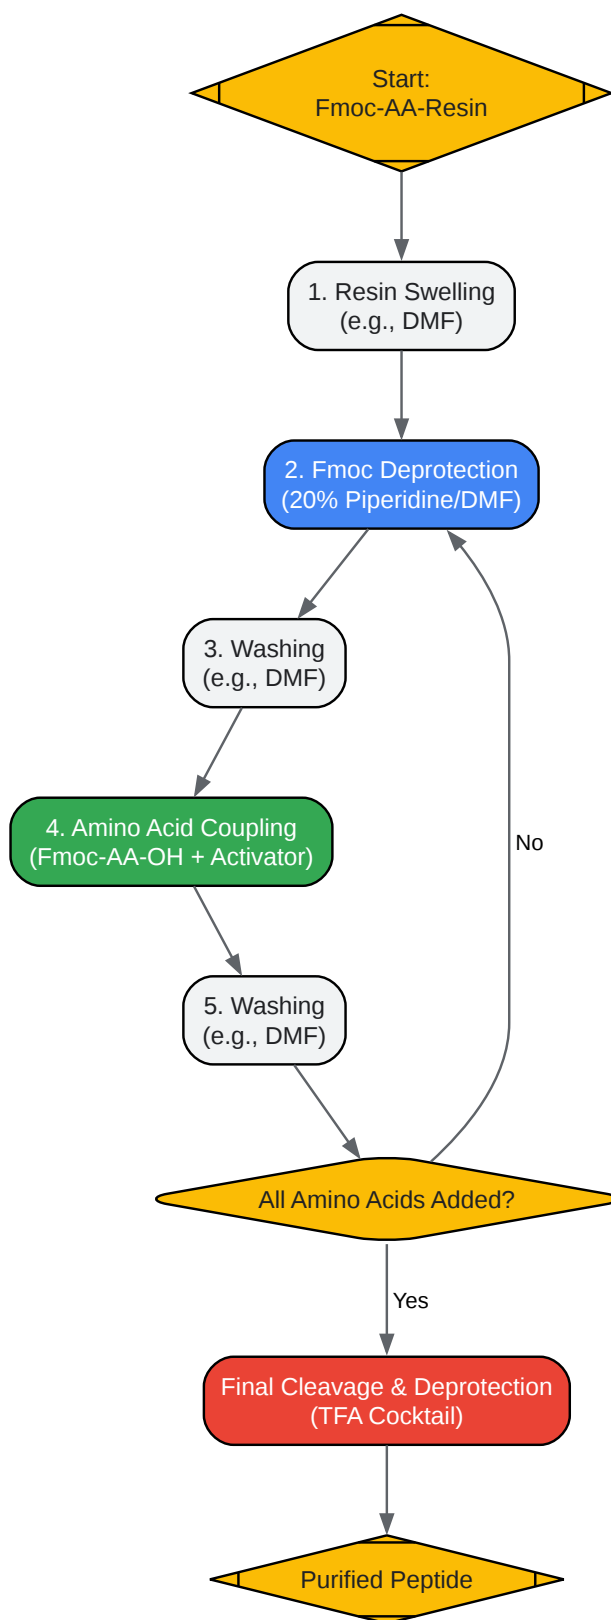 Start:
Fmoc-AA-Resin
1. Resin Swelling
(e.g., DMF)
2. Fmoc Deprotection
(20% Piperidine/DMF)
3. Washing
(e.g., DMF)
4. Amino Acid Coupling
(Fmoc-AA-OH + Activator)
No
5. Washing
(e.g., DMF)
All Amino Acids Added?
Yes
Final Cleavage & Deprotection
(TFA Cocktail)
Purified Peptide